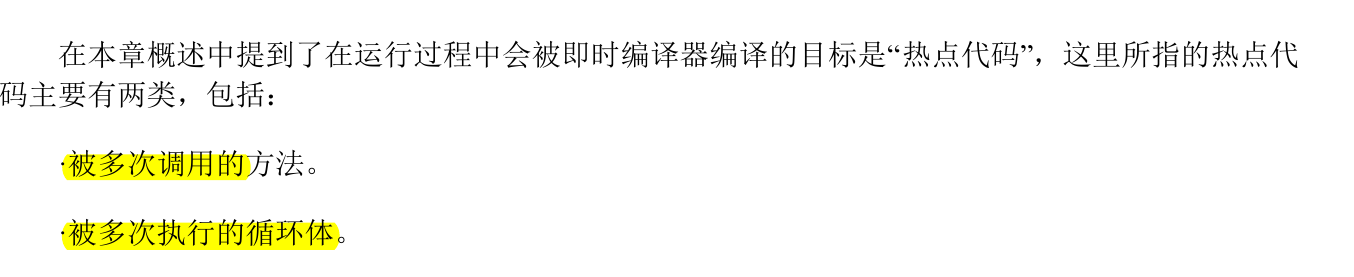 在本章概述中提到了在运行过程中会被即时编译器编译的目标是“热点代码”，这里所指的热点代
码主要有两类，包括：
·被多次调用的方法。
·被多次执行的循环体。